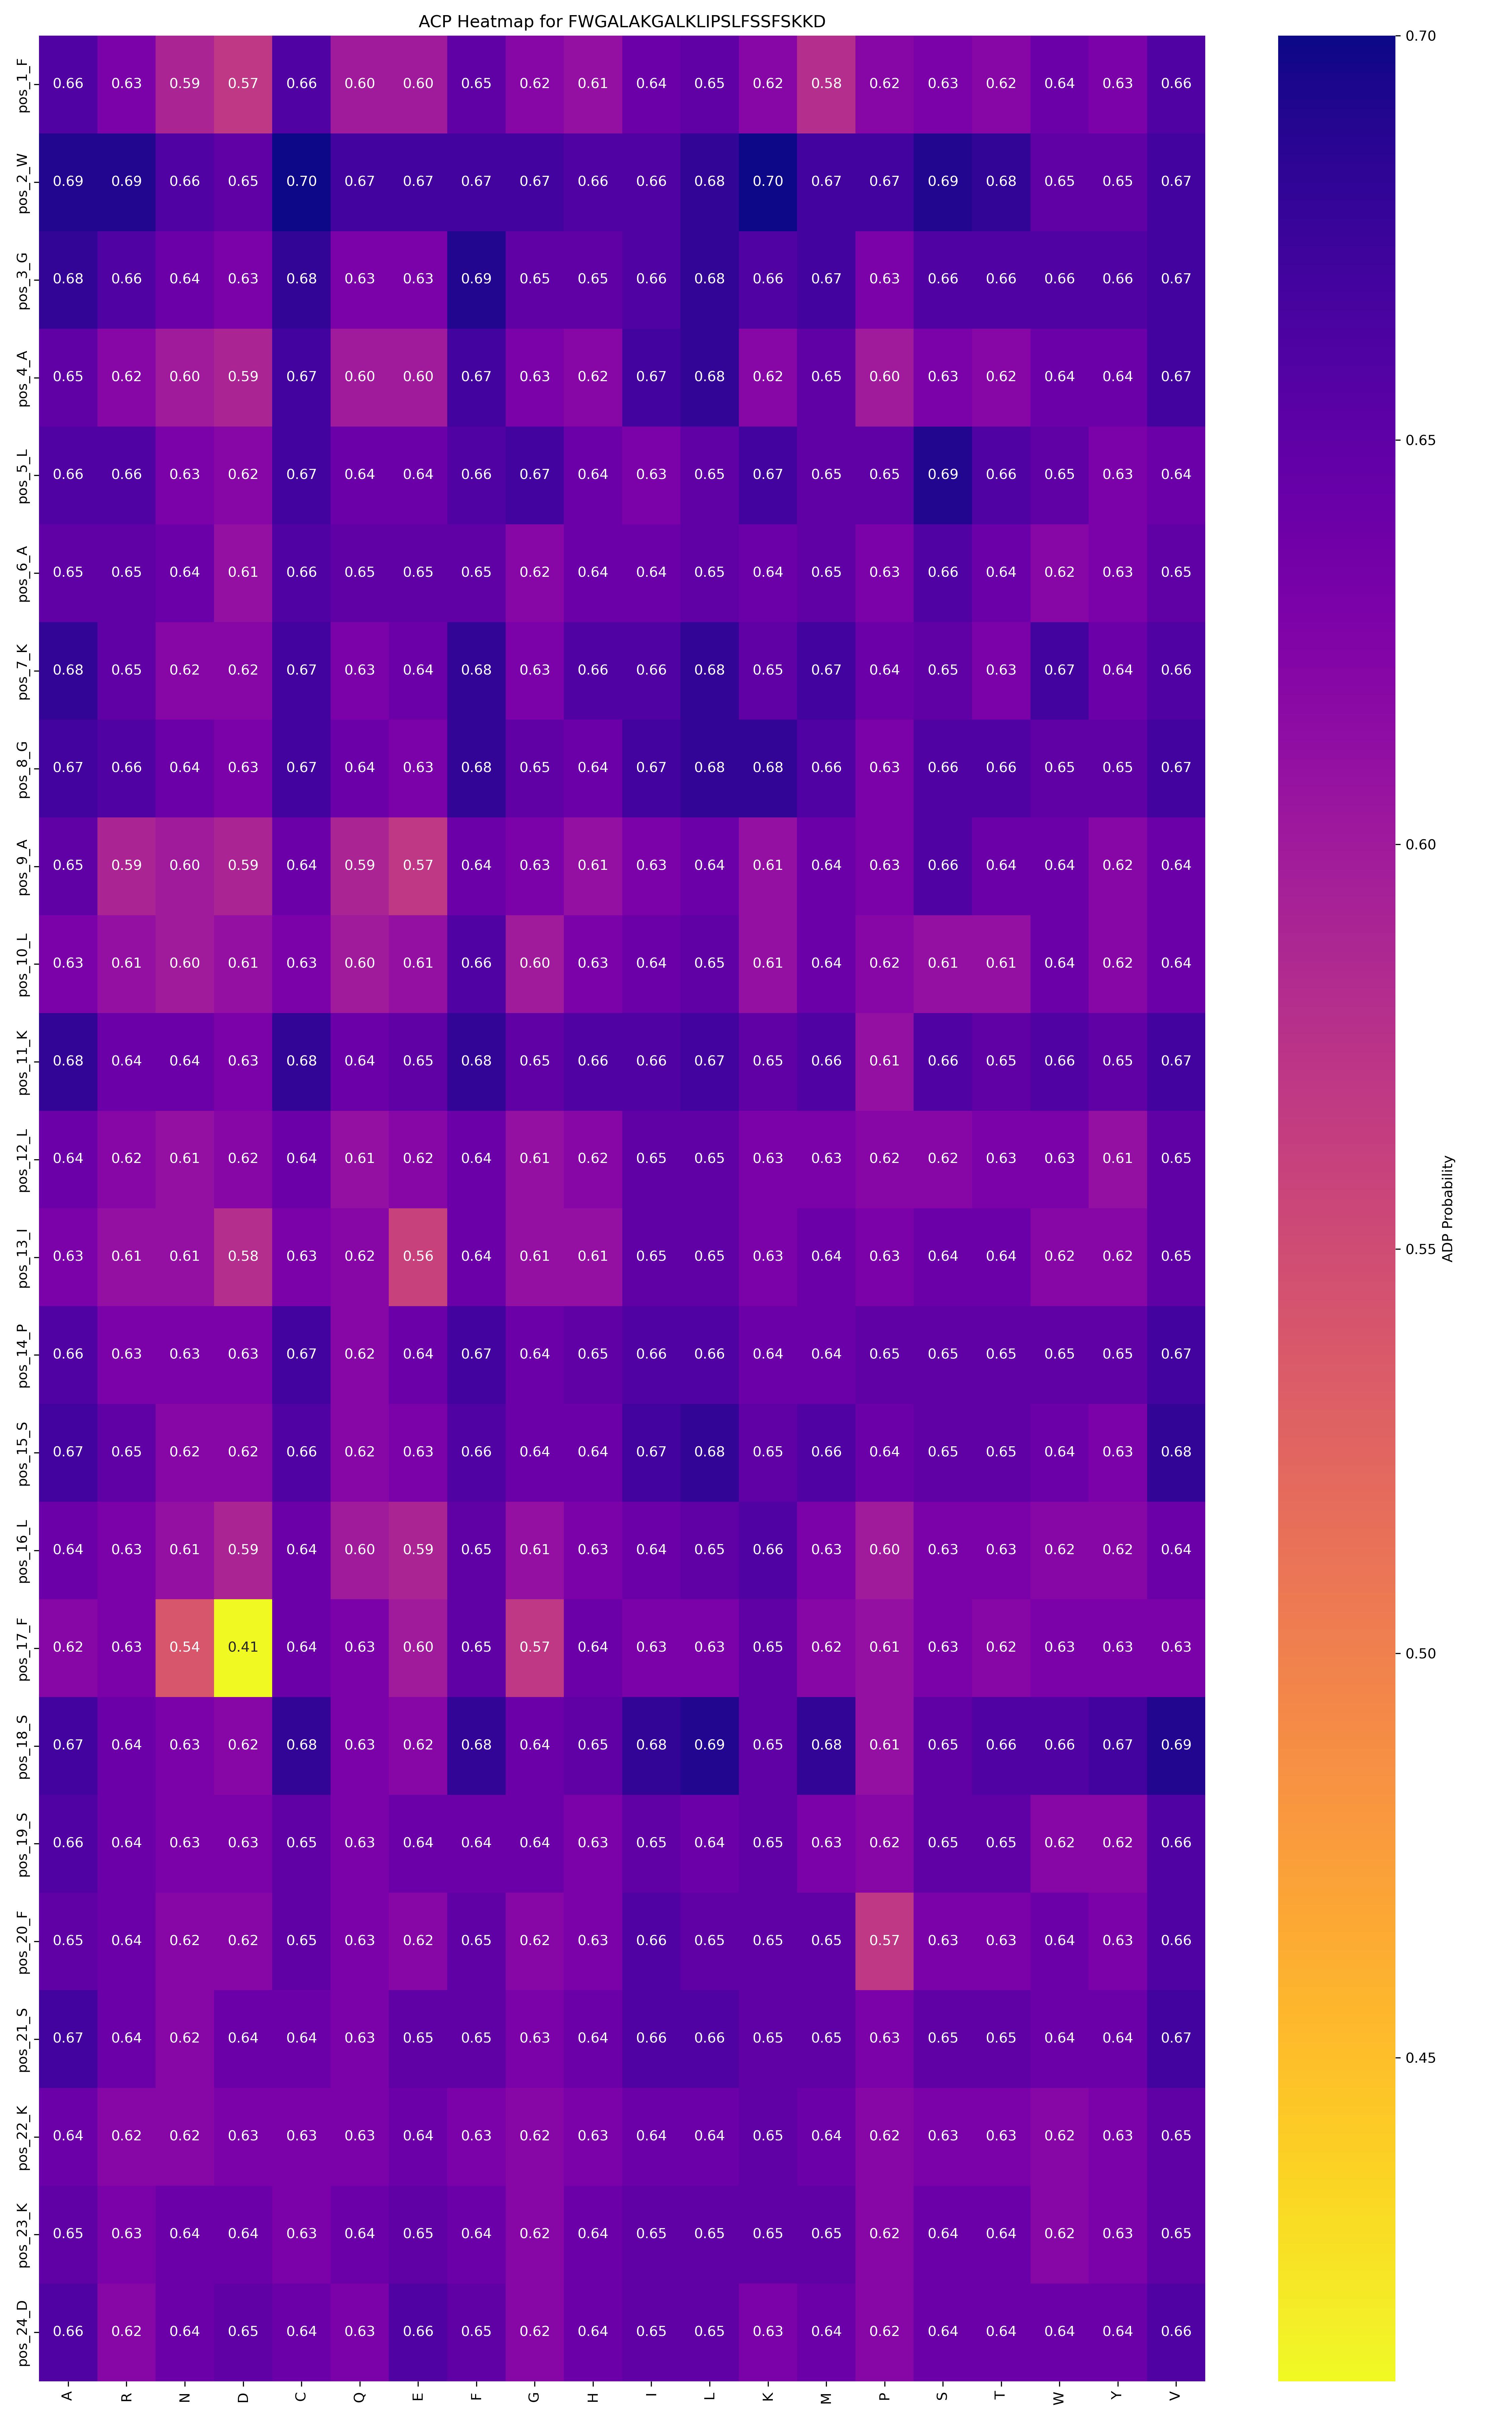 ACP Heatmap for FWGALAKGALKLIPSLFSSFSKKD
pos_1_F 0.66 0.63 0.59 0.57 0.66 0.60 0.60 0.65 0.62 0.61 0.64 0.65 0.62 0.58 0.62 0.63 0.62 0.64 0.63 0.66
pos_2_W 0.69 0.69 0.66 0.65 0.70 0.67 0.67 0.67 0.67 0.66 0.66 0.68 0.70 0.67 0.67 0.69 0.68 0.65 0.65 0.67
pos_3_G 0.68 0.66 0.64 0.63 0.68 0.63 0.63 0.69 0.65 0.65 0.66 0.68 0.66 0.67 0.63 0.66 0.66 0.66 0.66 0.67
pos_4_A 0.65 0.62 0.60 0.59 0.67 0.60 0.60 0.67 0.63 0.62 0.67 0.68 0.62 0.65 0.60 0.63 0.62 0.64 0.64 0.67
pos_5_L 0.66 0.66 0.63 0.62 0.67 0.64 0.64 0.66 0.67 0.64 0.63 0.65 0.67 0.65 0.65 0.69 0.66 0.65 0.63 0.64
pos_6_A 0.65 0.65 0.64 0.61 0.66 0.65 0.65 0.65 0.62 0.64 0.64 0.65 0.64 0.65 0.63 0.66 0.64 0.62 0.63 0.65
pos_7_K 0.68 0.65 0.62 0.62 0.67 0.63 0.64 0.68 0.63 0.66 0.66 0.68 0.65 0.67 0.64 0.65 0.63 0.67 0.64 0.66
pos_8_G 0.67 0.66 0.64 0.63 0.67 0.64 0.63 0.68 0.65 0.64 0.67 0.68 0.68 0.66 0.63 0.66 0.66 0.65 0.65 0.67
pos_9_A 0.65 0.59 0.60 0.59 0.64 0.59 0.57 0.64 0.63 0.61 0.63 0.64 0.61 0.64 0.63 0.66 0.64 0.64 0.62 0.64
pos_10_L 0.63 0.61 0.60 0.61 0.63 0.60 0.61 0.66 0.60 0.63 0.64 0.65 0.61 0.64 0.62 0.61 0.61 0.64 0.62 0.64
pos_11_K 0.68 0.64 0.64 0.63 0.68 0.64 0.65 0.68 0.65 0.66 0.66 0.67 0.65 0.66 0.61 0.66 0.65 0.66 0.65 0.67
pos_12_L 0.64 0.62 0.61 0.62 0.64 0.61 0.62 0.64 0.61 0.62 0.65 0.65 0.63 0.63 0.62 0.62 0.63 0.63 0.61 0.65
pos_13_I 0.63 0.61 0.61 0.58 0.63 0.62 0.56 0.64 0.61 0.61 0.65 0.65 0.63 0.64 0.63 0.64 0.64 0.62 0.62 0.65
pos_14_P 0.66 0.63 0.63 0.63 0.67 0.62 0.64 0.67 0.64 0.65 0.66 0.66 0.64 0.64 0.65 0.65 0.65 0.65 0.65 0.67
pos_15_S 0.67 0.65 0.62 0.62 0.66 0.62 0.63 0.66 0.64 0.64 0.67 0.68 0.65 0.66 0.64 0.65 0.65 0.64 0.63 0.68
pos_16_L 0.64 0.63 0.61 0.59 0.64 0.60 0.59 0.65 0.61 0.63 0.64 0.65 0.66 0.63 0.60 0.63 0.63 0.62 0.62 0.64
pos_17_F 0.62 0.63 0.54 0.41 0.64 0.63 0.60 0.65 0.57 0.64 0.63 0.63 0.65 0.62 0.61 0.63 0.62 0.63 0.63 0.63
pos_18_S 0.67 0.64 0.63 0.62 0.68 0.63 0.62 0.68 0.64 0.65 0.68 0.69 0.65 0.68 0.61 0.65 0.66 0.66 0.67 0.69
pos_19_S 0.66 0.64 0.63 0.63 0.65 0.63 0.64 0.64 0.64 0.63 0.65 0.64 0.65 0.63 0.62 0.65 0.65 0.62 0.62 0.66
pos_20_F 0.65 0.64 0.62 0.62 0.65 0.63 0.62 0.65 0.62 0.63 0.66 0.65 0.65 0.65 0.57 0.63 0.63 0.64 0.63 0.66
pos_21_S 0.67 0.64 0.62 0.64 0.64 0.63 0.65 0.65 0.63 0.64 0.66 0.66 0.65 0.65 0.63 0.65 0.65 0.64 0.64 0.67
pos_22_K 0.64 0.62 0.62 0.63 0.63 0.63 0.64 0.63 0.62 0.63 0.64 0.64 0.65 0.64 0.62 0.63 0.63 0.62 0.63 0.65
pos_23_K 0.65 0.63 0.64 0.64 0.63 0.64 0.65 0.64 0.62 0.64 0.65 0.65 0.65 0.65 0.62 0.64 0.64 0.62 0.63 0.65
pos_24_D 0.66 0.62 0.64 0.65 0.64 0.63 0.66 0.65 0.62 0.64 0.65 0.65 0.63 0.64 0.62 0.64 0.64 0.64 0.64 0.66
A R N D C Q E F G H I L K M P S T W Y V
0.70
0.65
0.60
0.55
0.50
0.45
ADP Probability